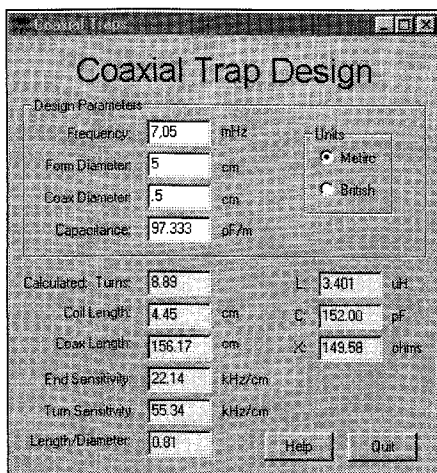 Coaxial Traps
Coaxial Trap Design
Design Parameters
Frequency: 7,05 mHz
Form Diameter: 5 cm
Coax Diameter: .5 cm
Capacitance: 97.333 pF/m
Units
Metirc
British
Calculated: Turns: 8.89
Coil Length: 4.45 cm
Coax Length: 156.17 cm
End Sensitivity: 22.14 kHz/cm
Turn Sensitivity: 55.34 kHz/cm
Length/Diameter: 0.81
L: 3.401 uH
C: 152.00 pF
X: 149.58 ohms
Help
Quit